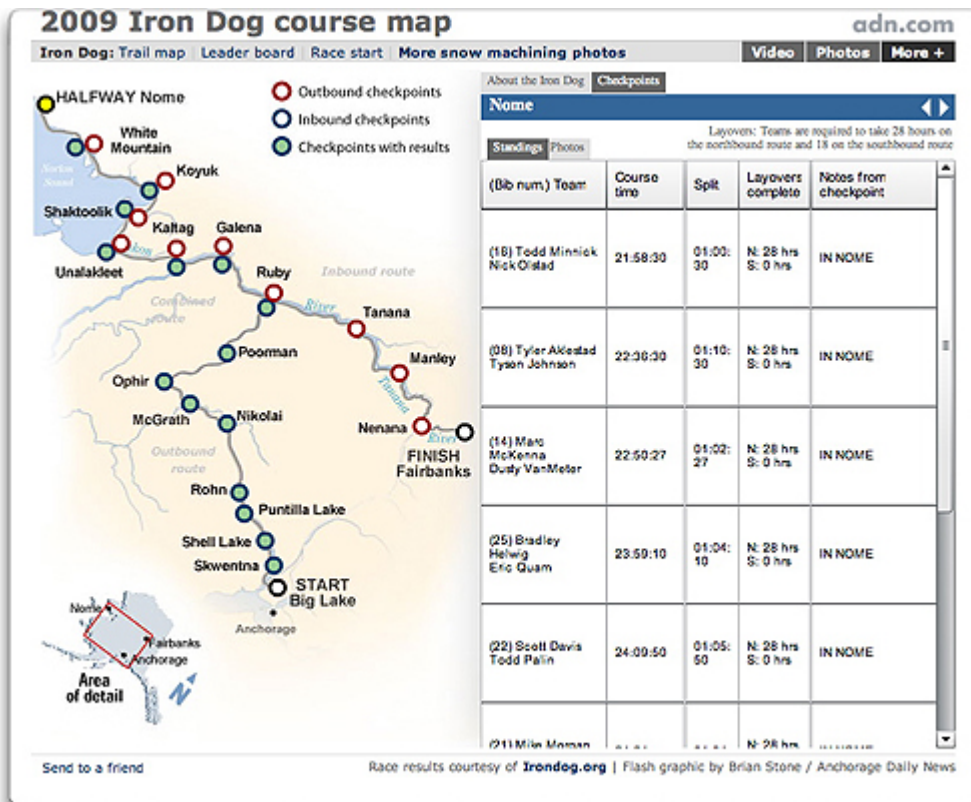 2009 Iron Dog course map
adn.com
Iron Dog: Trail map | Leader board | Race start | More snow machining photos
Video
Photos
More +
HALFWAY Nome
Outbound checkpoints
Inbound checkpoints
Checkpoints with results
White
Mountain
Koyuk
Norton
Sound
Shaktoolik
Kaltag
Galena
Unalakleet
Ruby
Inbound route
River
Combined
route
Tanana
Poorman
Manley
Ophir
Tanana
McGrath
Nikolai
Nenana
River
FINISH
Fairbanks
Outbound
route
Rohn
Puntilla Lake
Shell Lake
Skwentna
START
Big Lake
Anchorage
Nome
Fairbanks
Anchorage
Area
of detail
N
About the Iron Dog
Checkpoints
Nome
Layovers: Teams are required to take 28 hours on
the northbound route and 18 on the southbound route
Standings
Photos
(Bib num.) Team
Course
time
Split
Layovers
complete
Notes from
checkpoint
(16) Todd Minnick
Nick Olstad
21:58:30
01:00:
30
N: 28 hrs
S: 0 hrs
IN NOME
(08) Tyler Aklestad
Tyson Johnson
22:36:30
01:10:
30
N: 28 hrs
S: 0 hrs
IN NOME
(14) Marc
McKenna
Dusty VanMeter
22:50:27
01:02:
27
N: 28 hrs
S: 0 hrs
IN NOME
(25) Bradley
Helwig
Eric Quam
23:59:10
01:04:
10
N: 28 hrs
S: 0 hrs
IN NOME
(22) Scott Davis
Todd Palin
24:09:50
01:05:
50
N: 28 hrs
S: 0 hrs
IN NOME
(21) Mike Morgan
N: 28 hrs
Send to a friend
Race results courtesy of Irondog.org | Flash graphic by Brian Stone / Anchorage Daily News